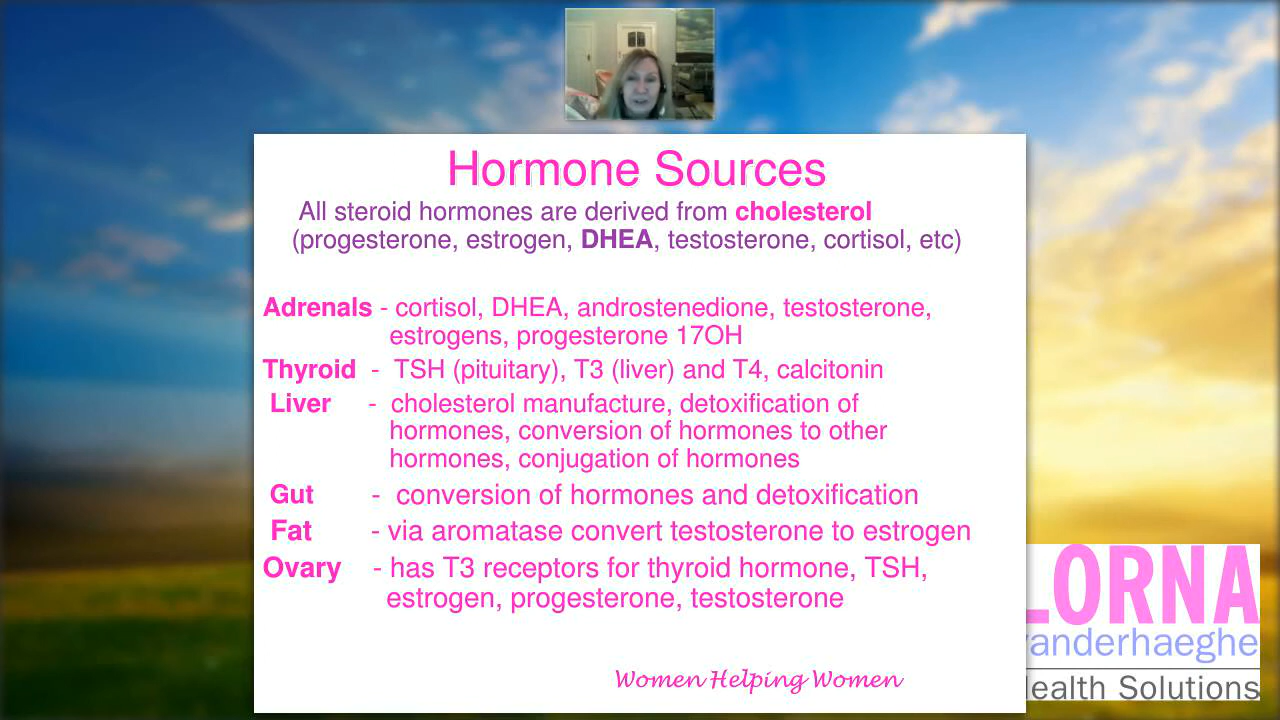 Hormone Sources
All steroid hormones are derived from cholesterol
(progesterone, estrogen, DHEA, testosterone, cortisol, etc)
Adrenals - cortisol, DHEA, androstenedione, testosterone,
estrogens, progesterone 17OH
Thyroid - TSH (pituitary), T3 (liver) and T4, calcitonin
Liver - cholesterol manufacture, detoxification of
hormones, conversion of hormones to other
hormones, conjugation of hormones
Gut - conversion of hormones and detoxification
Fat - via aromatase convert testosterone to estrogen
Ovary - has T3 receptors for thyroid hormone, TSH,
estrogen, progesterone, testosterone
Women Helping Women
LORNA
vanderhaeghe
Health Solutions